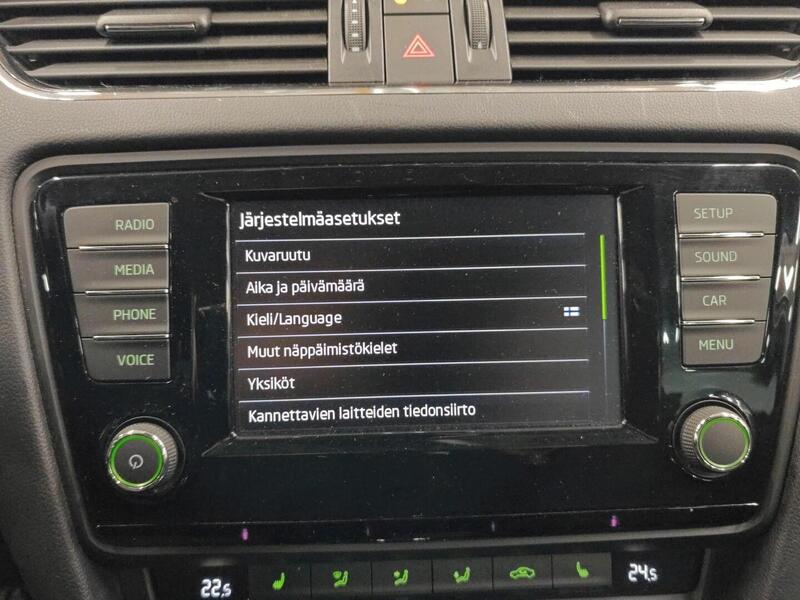 RADIO
MEDIA
PHONE
VOICE
Järjestelmäasetukset
Kuvaruutu
Aika ja päivämäärä
Kieli/Language
Muut näppäimistökielet
Yksiköt
Kannettavien laitteiden tiedonsiirto
SETUP
SOUND
CAR
MENU
22.5
24.5